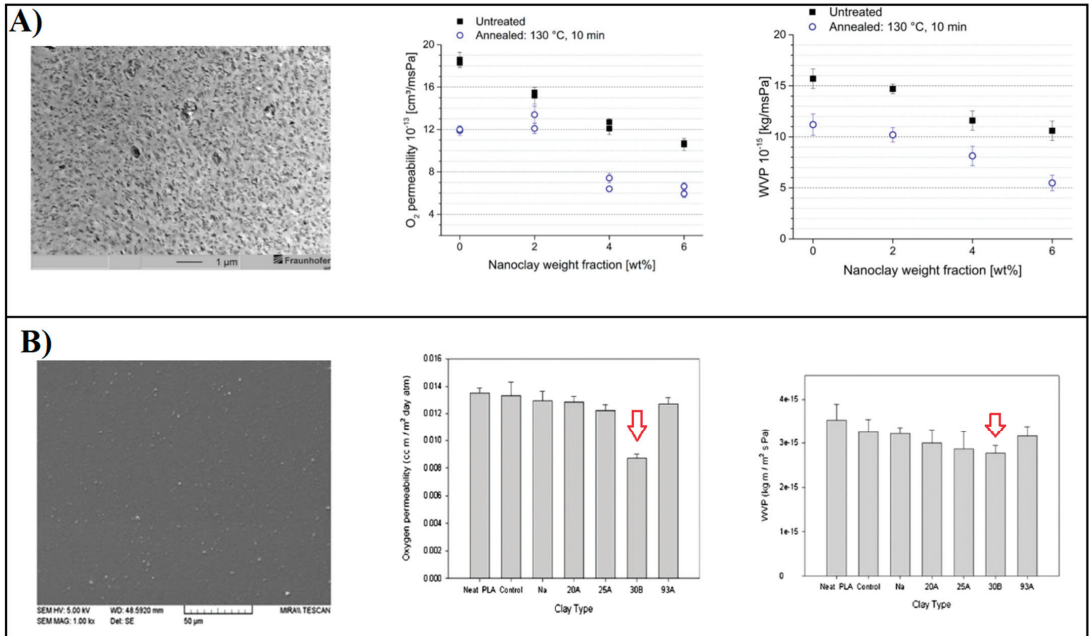 A)
1 µm
Fraunhofer
Untreated
Annealed: 130 °C, 10 min
O₂ permeability 10⁻¹³ [cm³/msPa]
20
16
12
8
4
0
2
4
6
Nanoclay weight fraction [wt%]
Untreated
Annealed: 130 °C, 10 min
WVP 10⁻¹⁵ [kg/msPa]
20
15
10
5
0
0
2
4
6
Nanoclay weight fraction [wt%]
B)
SEM HV: 5.00 kV
WD: 48.5920 mm
MIRA\\ TESCAN
SEM MAG: 1.00 kx
Det: SE
50 µm
Oxygen permeability (cc m / m² day atm)
0.016
0.014
0.012
0.010
0.008
0.006
0.004
0.002
0.000
Neat PLA
Control
Na
20A
25A
30B
93A
Clay Type
WVP (kg m / m² s Pa)
4e-15
3e-15
2e-15
1e-15
0
Neat PLA
Control
Na
20A
25A
30B
93A
Clay Type